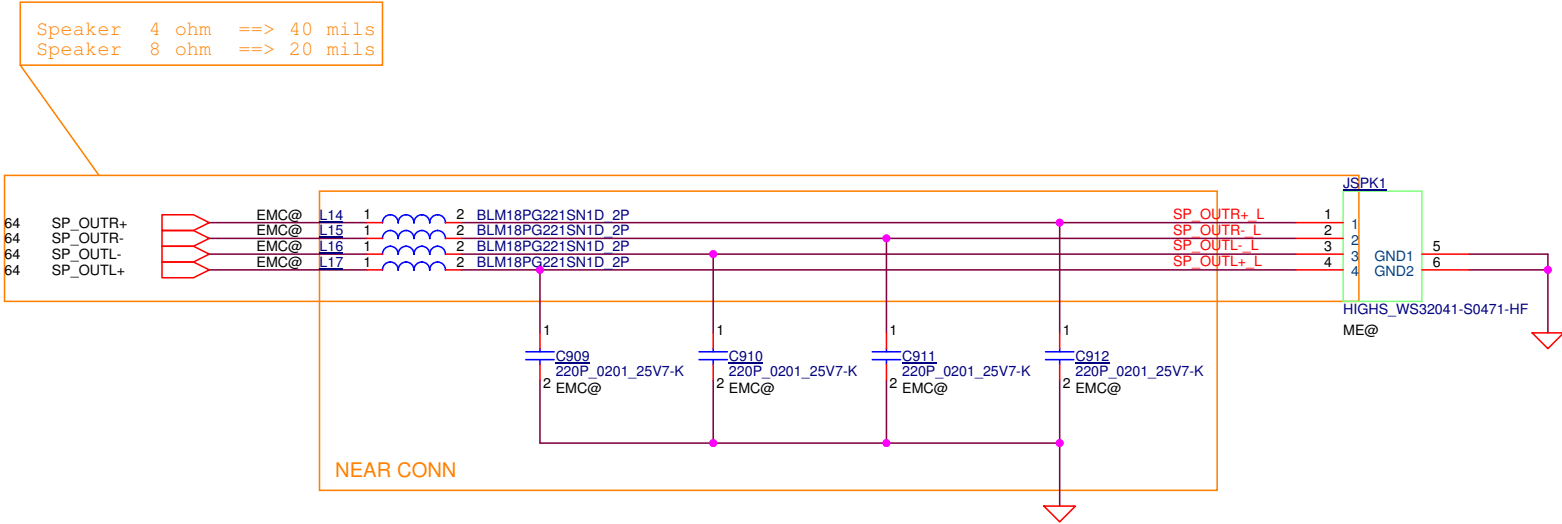 Speaker 4 ohm ==> 40 mils
Speaker 8 ohm ==> 20 mils
JSPK1
64 SP_OUTR+ EMC@ L14 1 2 BLM18PG221SN1D_2P SP_OUTR+_L 1 1
64 SP_OUTR- EMC@ L15 1 2 BLM18PG221SN1D_2P SP_OUTR-_L 2 2
64 SP_OUTL- EMC@ L16 1 2 BLM18PG221SN1D_2P SP_OUTL-_L 3 3 GND1 5
64 SP_OUTL+ EMC@ L17 1 2 BLM18PG221SN1D_2P SP_OUTL+_L 4 4 GND2 6
HIGHS_WS32041-S0471-HF
ME@
1 1 1 1
C909 C910 C911 C912
220P_0201_25V7-K 220P_0201_25V7-K 220P_0201_25V7-K 220P_0201_25V7-K
2 EMC@ 2 EMC@ 2 EMC@ 2 EMC@
NEAR CONN